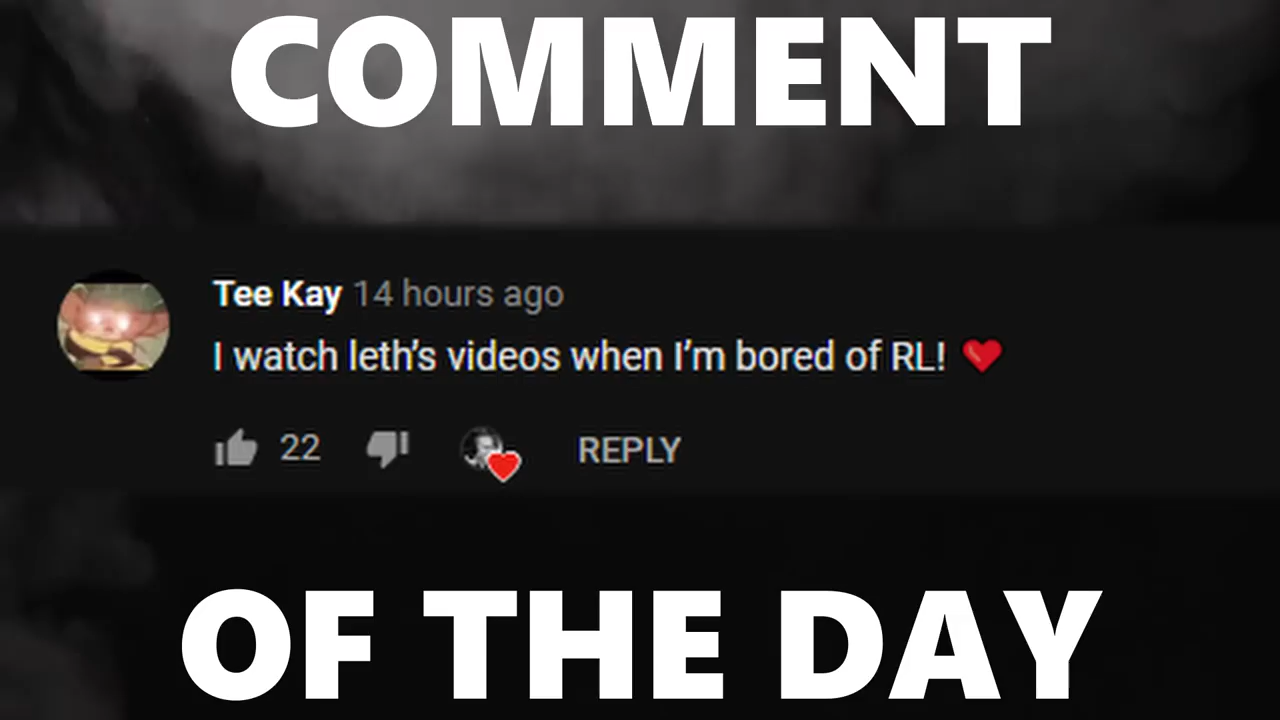 COMMENT
Tee Kay 14 hours ago
I watch leth’s videos when I’m bored of RL! ❤️
22 REPLY
OF THE DAY